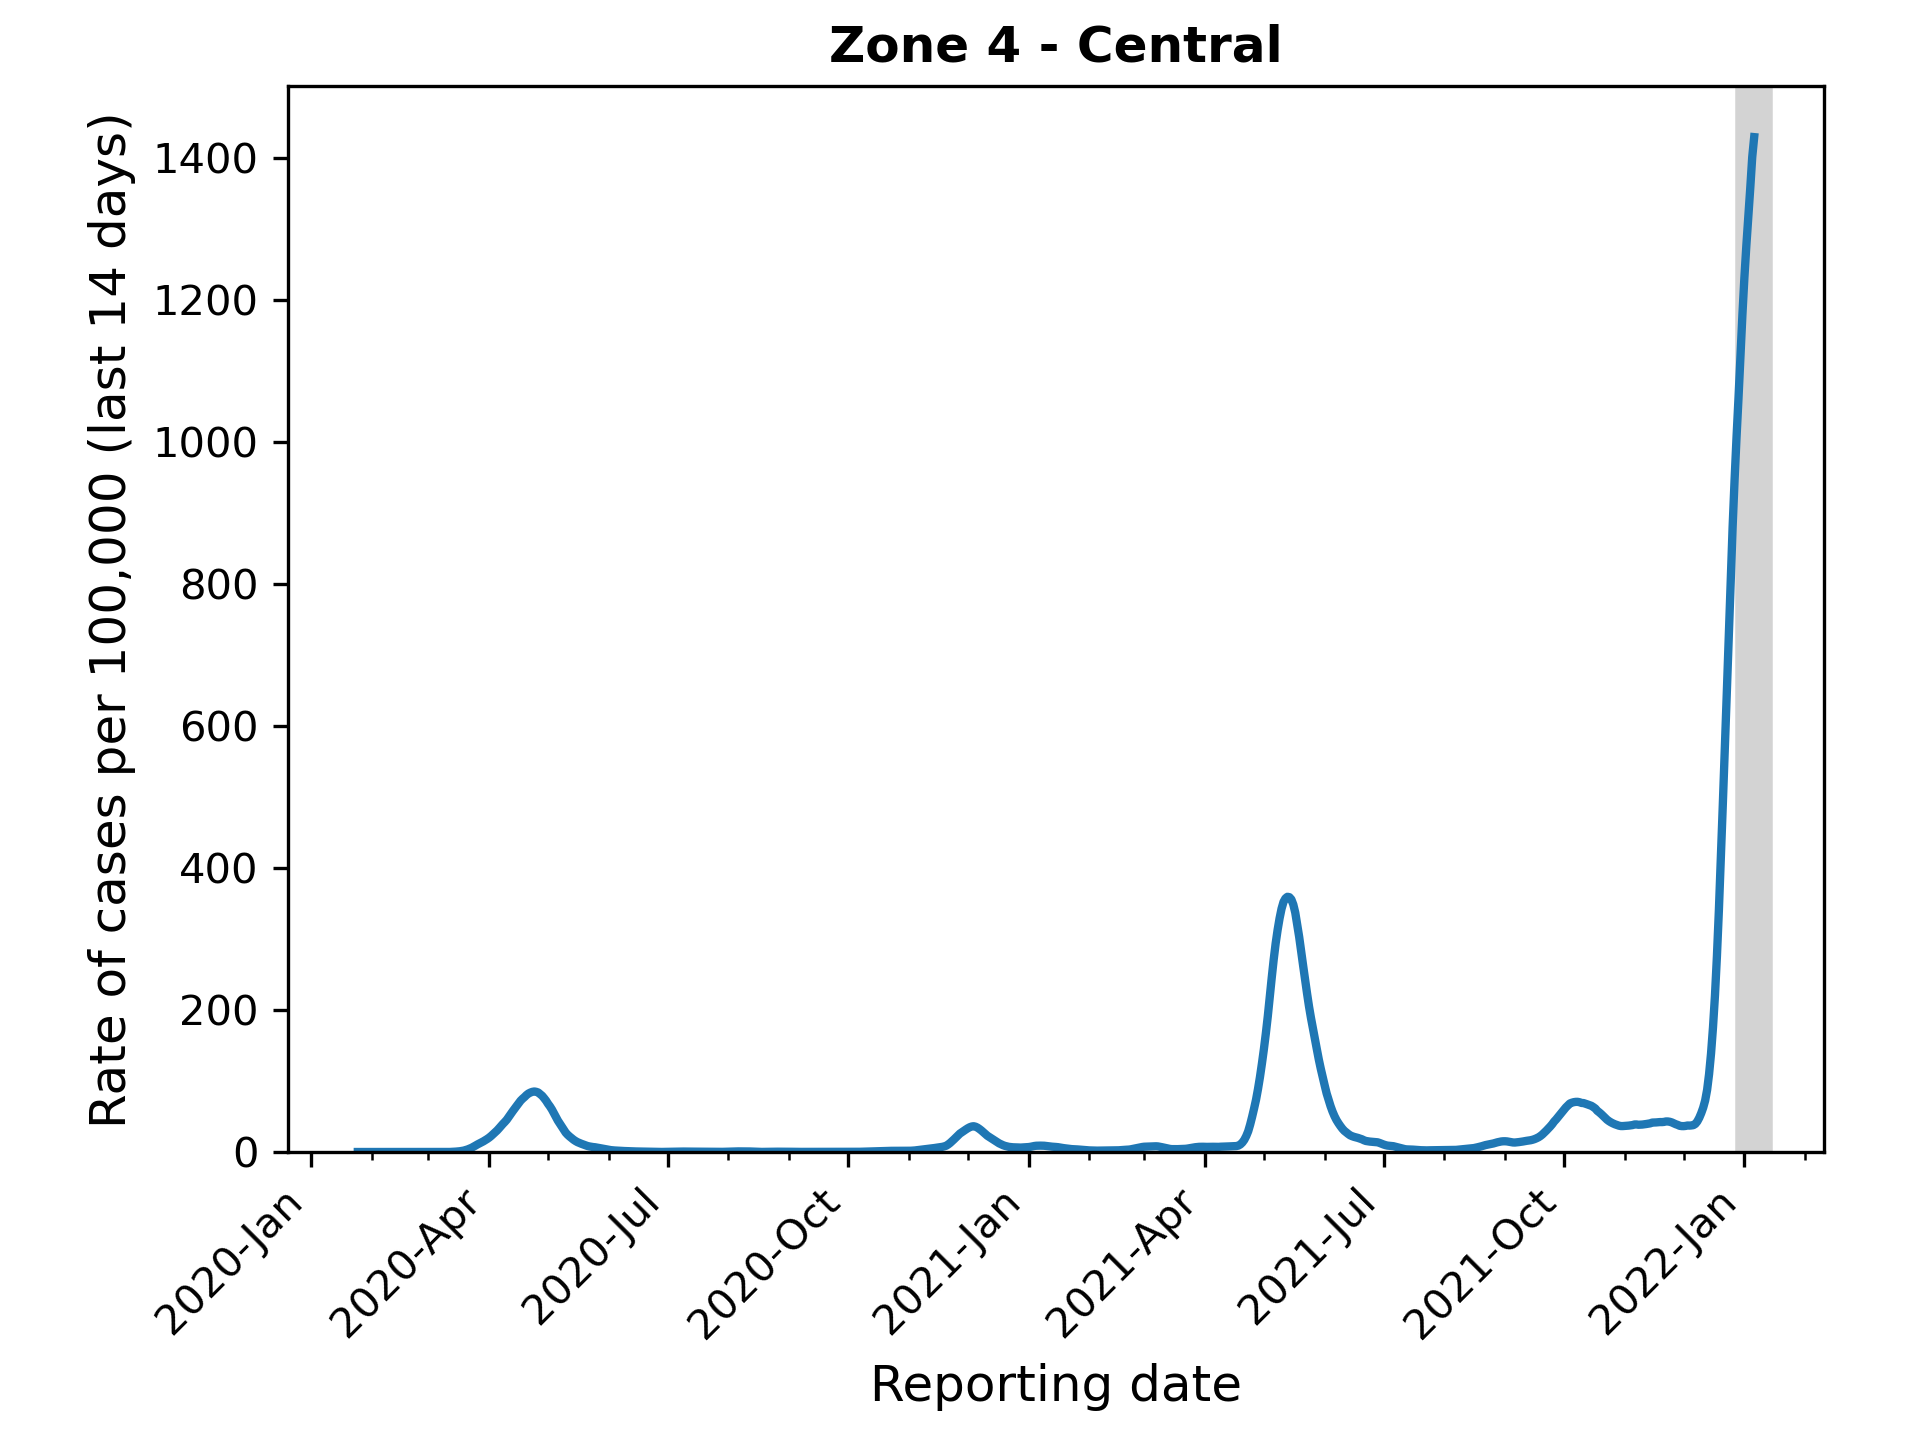 Zone 4 - Central
Rate of cases per 100,000 (last 14 days)
1400
1200
1000
800
600
400
200
0
2020-Jan
2020-Apr
2020-Jul
2020-Oct
2021-Jan
2021-Apr
2021-Jul
2021-Oct
2022-Jan
Reporting date